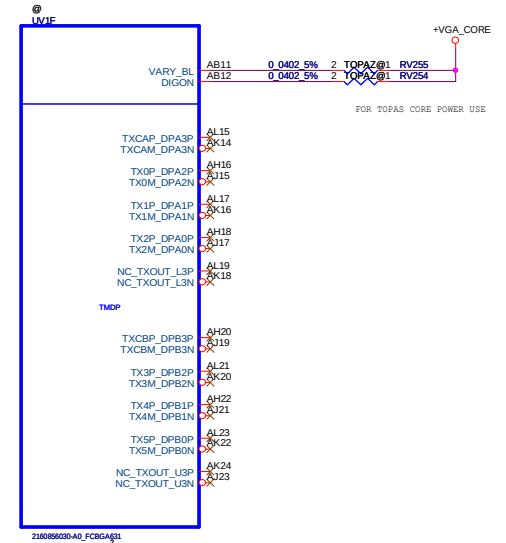 @
UV1F
+VGA_CORE
VARY_BL AB11 0_0402_5% 2 TOPAZ@1 RV255
DIGON AB12 0_0402_5% 2 TOPAZ@1 RV254
FOR TOPAS CORE POWER USE
TXCAP_DPA3P AL15
TXCAM_DPA3N AK14
TX0P_DPA2P AH16
TX0M_DPA2N AJ15
TX1P_DPA1P AL17
TX1M_DPA1N AK16
TX2P_DPA0P AH18
TX2M_DPA0N AJ17
NC_TXOUT_L3P AL19
NC_TXOUT_L3N AK18
TMDP
TXCBP_DPB3P AH20
TXCBM_DPB3N AJ19
TX3P_DPB2P AL21
TX3M_DPB2N AK20
TX4P_DPB1P AH22
TX4M_DPB1N AJ21
TX5P_DPB0P AL23
TX5M_DPB0N AK22
NC_TXOUT_U3P AK24
NC_TXOUT_U3N AJ23
2160856030-A0_FCBGA631